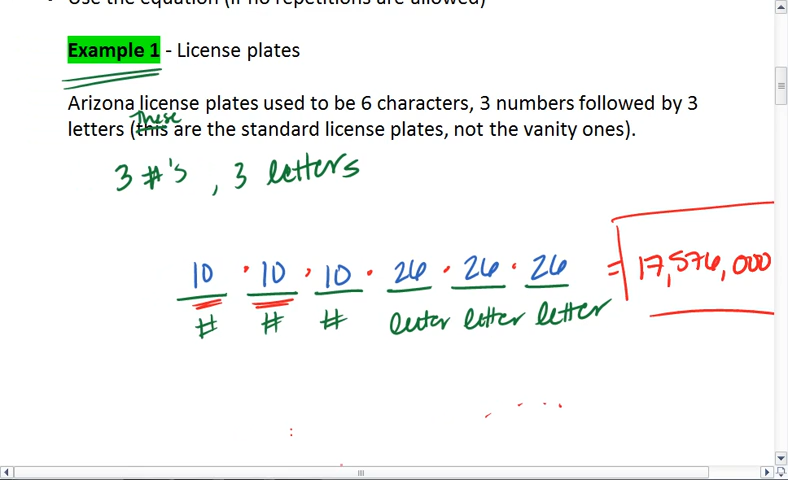 Use the equation (if no repetitions are allowed)
Example 1 - License plates
Arizona license plates used to be 6 characters, 3 numbers followed by 3
These
letters (this are the standard license plates, not the vanity ones).
3 #'s , 3 letters
10 · 10 · 10 · 26 · 26 · 26 = 17,576,000
# # # letter letter letter